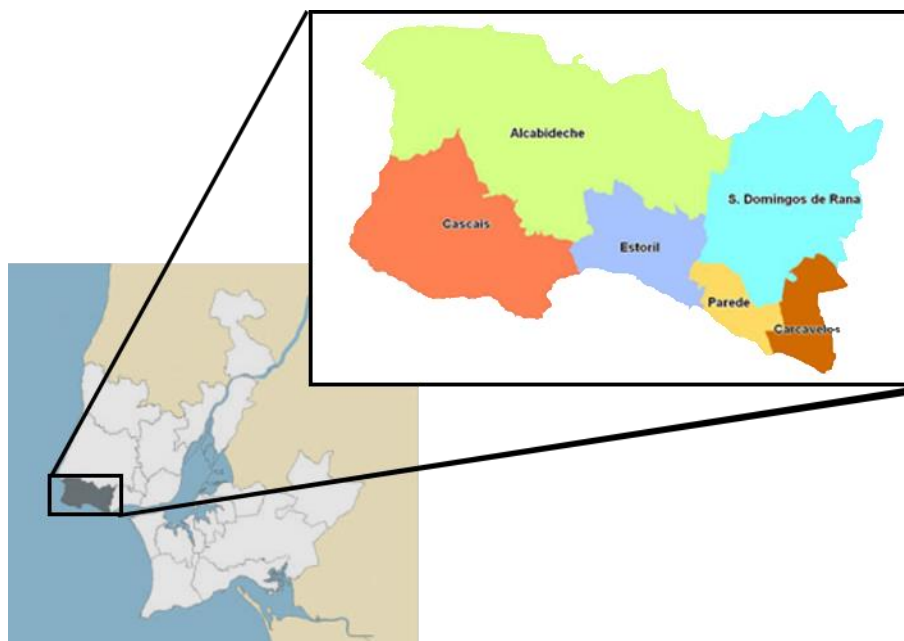 Alcabideche
S. Domingos de Rana
Cascais
Estoril
Parede
Carcavelos